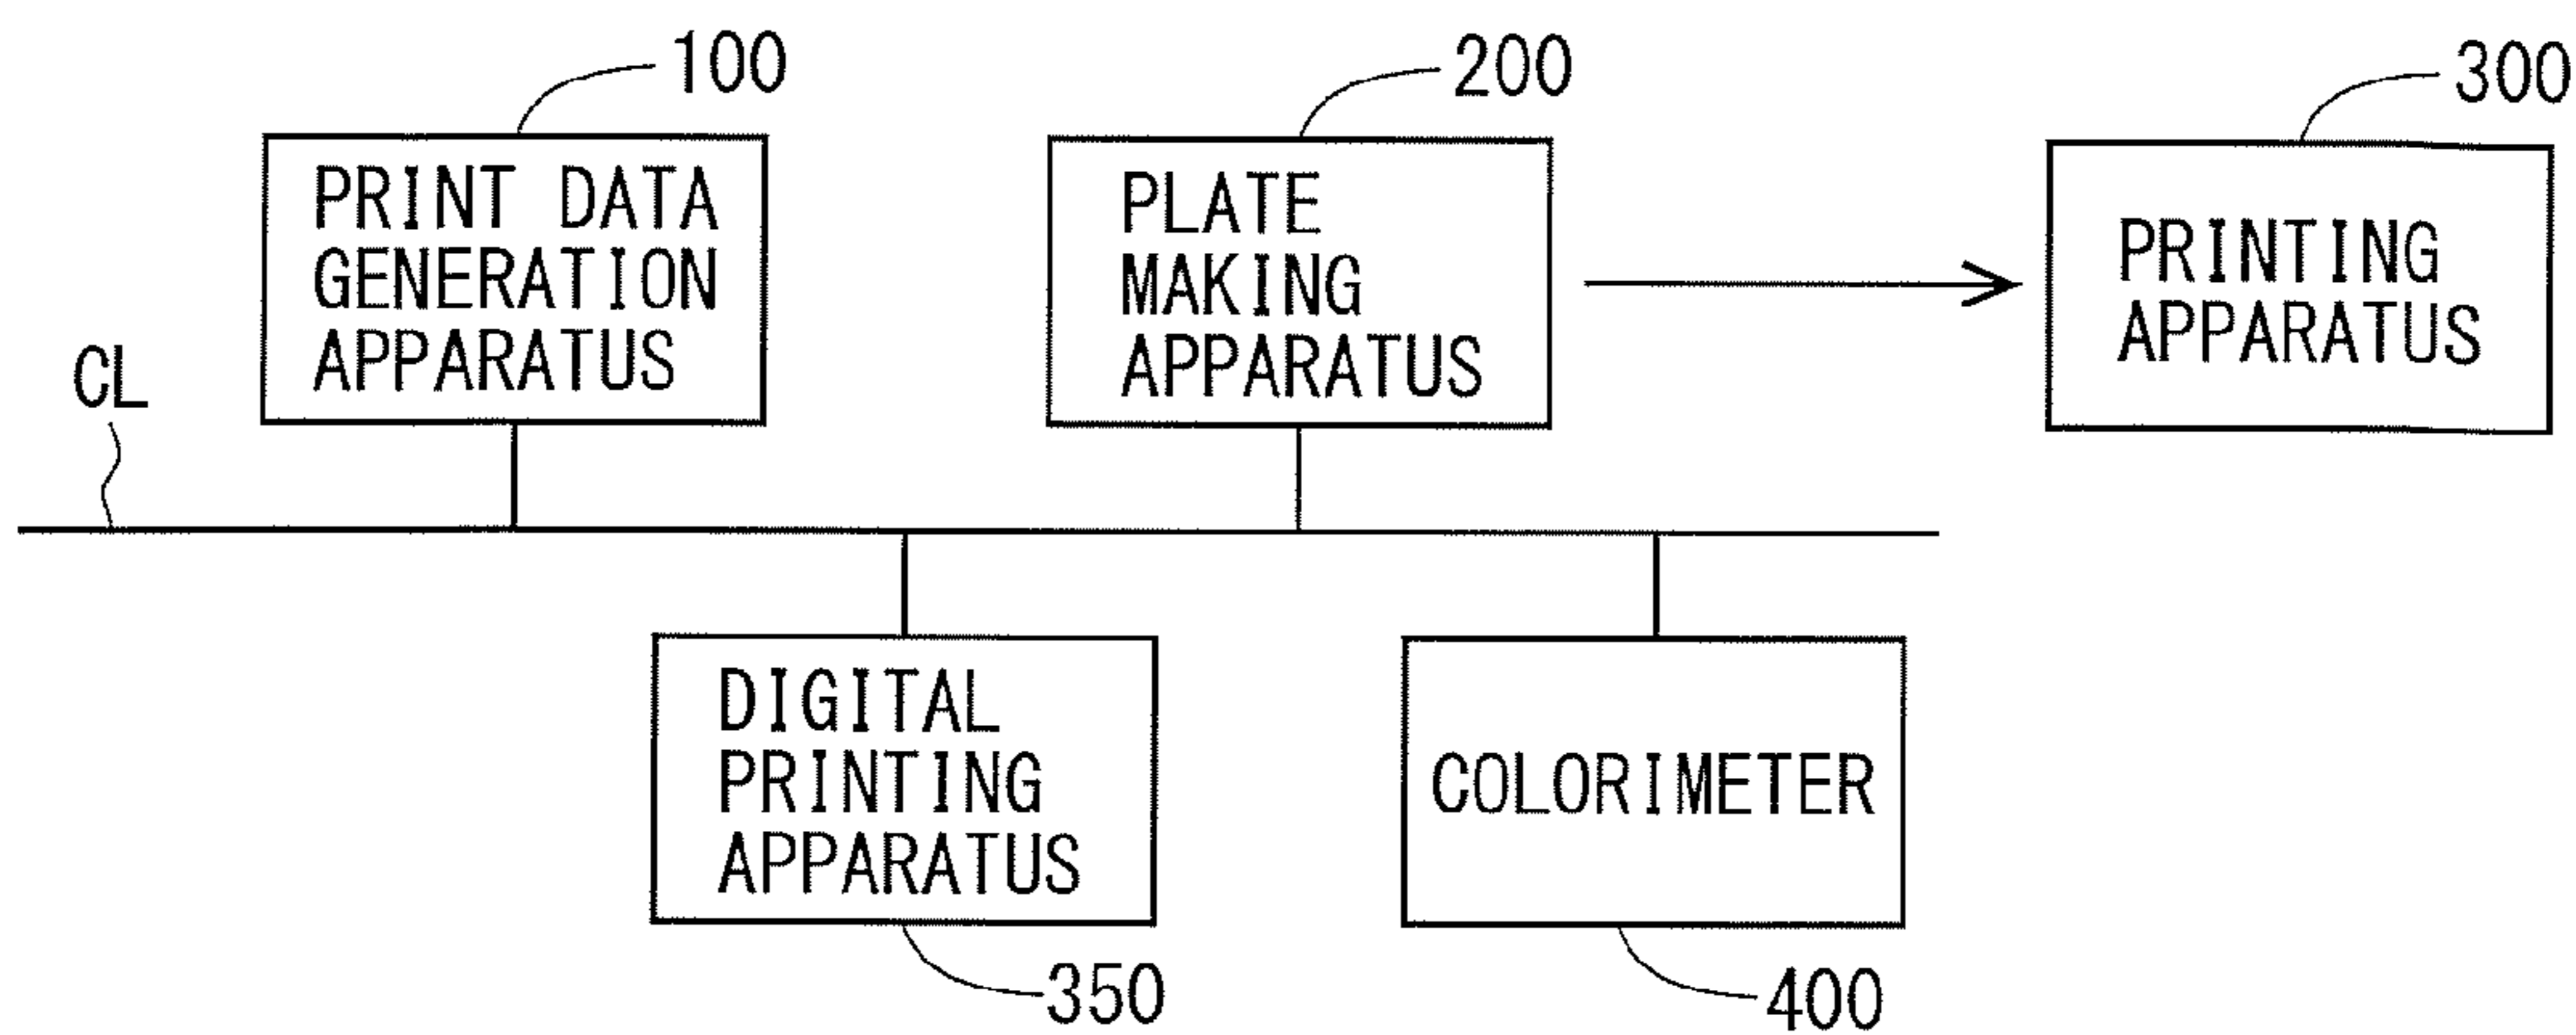 100
200
300
PRINT DATA
GENERATION
APPARATUS
PLATE
MAKING
APPARATUS
PRINTING
APPARATUS
CL
DIGITAL
PRINTING
APPARATUS
COLORIMETER
350
400